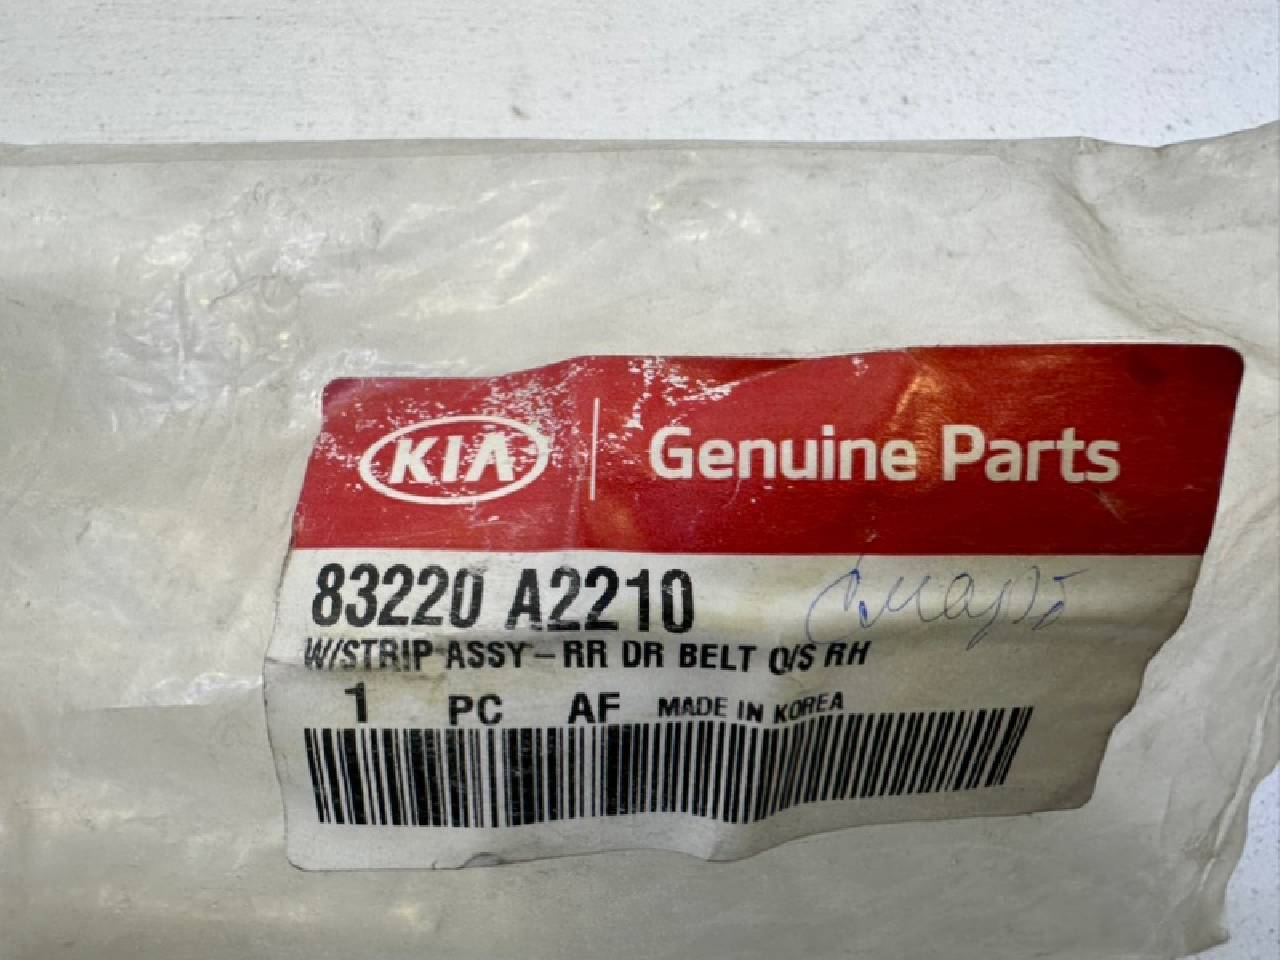 KIA Genuine Parts
83220 A2210
W/STRIP ASSY-RR DR BELT O/S RH
1 PC AF MADE IN KOREA